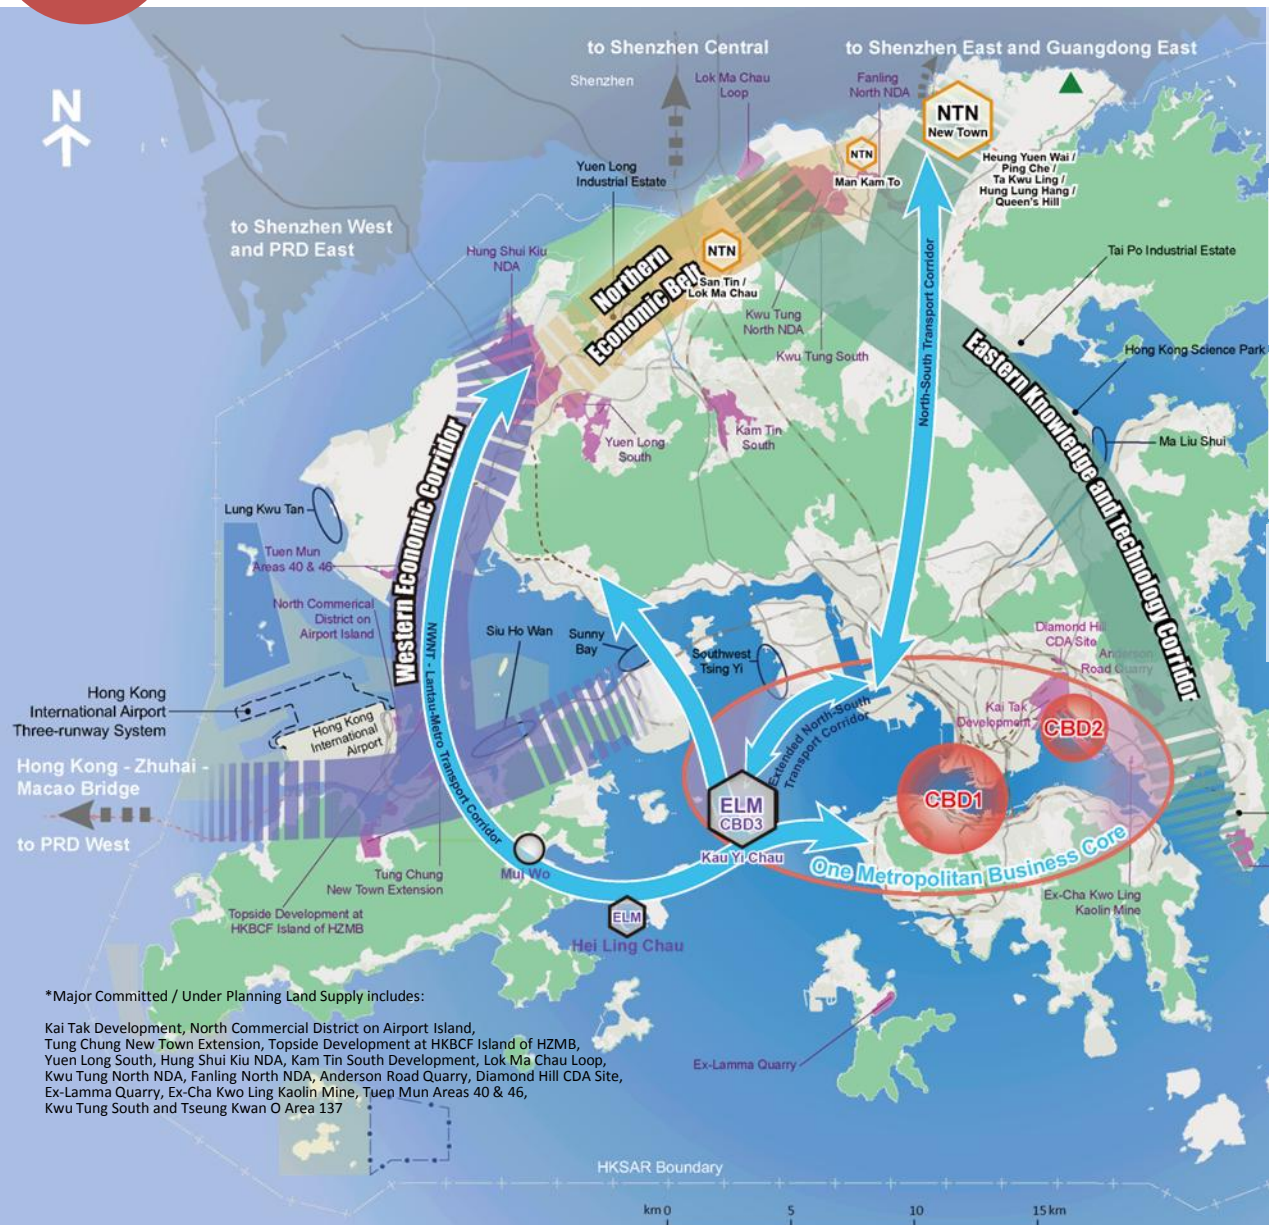 to Shenzhen Central
to Shenzhen East and Guangdong East
Shenzhen
Lok Ma Chau
Loop
Fanling
North NDA
N
NTN
New Town
NTN
Man Kam To
Heung Yuen Wai /
Ping Che /
Ta Kwu Ling /
Hung Lung Hang /
Queen's Hill
Yuen Long
Industrial Estate
to Shenzhen West
and PRD East
Hung Shui Kiu
NDA
Northern
Economic Belt
NTN
San Tin /
Lok Ma Chau
Kwu Tung
North NDA
Kwu Tung South
North-South Transport Corridor
Tai Po Industrial Estate
Hong Kong Science Park
Eastern Knowledge and Technology Corridor
Ma Liu Shui
Yuen Long
South
Kam Tin
South
Western Economic Corridor
Lung Kwu Tan
Tuen Mun
Areas 40 & 46
North Commerical
District on
Airport Island
NWNT - Lantau-Metro Transport Corridor
Siu Ho Wan
Sunny
Bay
Southwest
Tsing Yi
Diamond Hill
CDA Site
Anderson
Road Quarry
Hong Kong
International Airport
Three-runway System
Hong Kong
International
Airport
Extended North-South
Transport Corridor
Kai Tak
Development
CBD2
CBD1
Hong Kong - Zhuhai -
Macao Bridge
to PRD West
ELM
CBD3
Kau Yi Chau
One Metropolitan Business Core
Mui Wo
Tung Chung
New Town Extension
Topside Development at
HKBCF Island of HZMB
ELM
Hei Ling Chau
Ex-Cha Kwo Ling
Kaolin Mine
*Major Committed / Under Planning Land Supply includes:
Kai Tak Development, North Commercial District on Airport Island,
Tung Chung New Town Extension, Topside Development at HKBCF Island of HZMB,
Yuen Long South, Hung Shui Kiu NDA, Kam Tin South Development, Lok Ma Chau Loop,
Kwu Tung North NDA, Fanling North NDA, Anderson Road Quarry, Diamond Hill CDA Site,
Ex-Lamma Quarry, Ex-Cha Kwo Ling Kaolin Mine, Tuen Mun Areas 40 & 46,
Kwu Tung South and Tseung Kwan O Area 137
Ex-Lamma Quarry
HKSAR Boundary
km 0 5 10 15 km